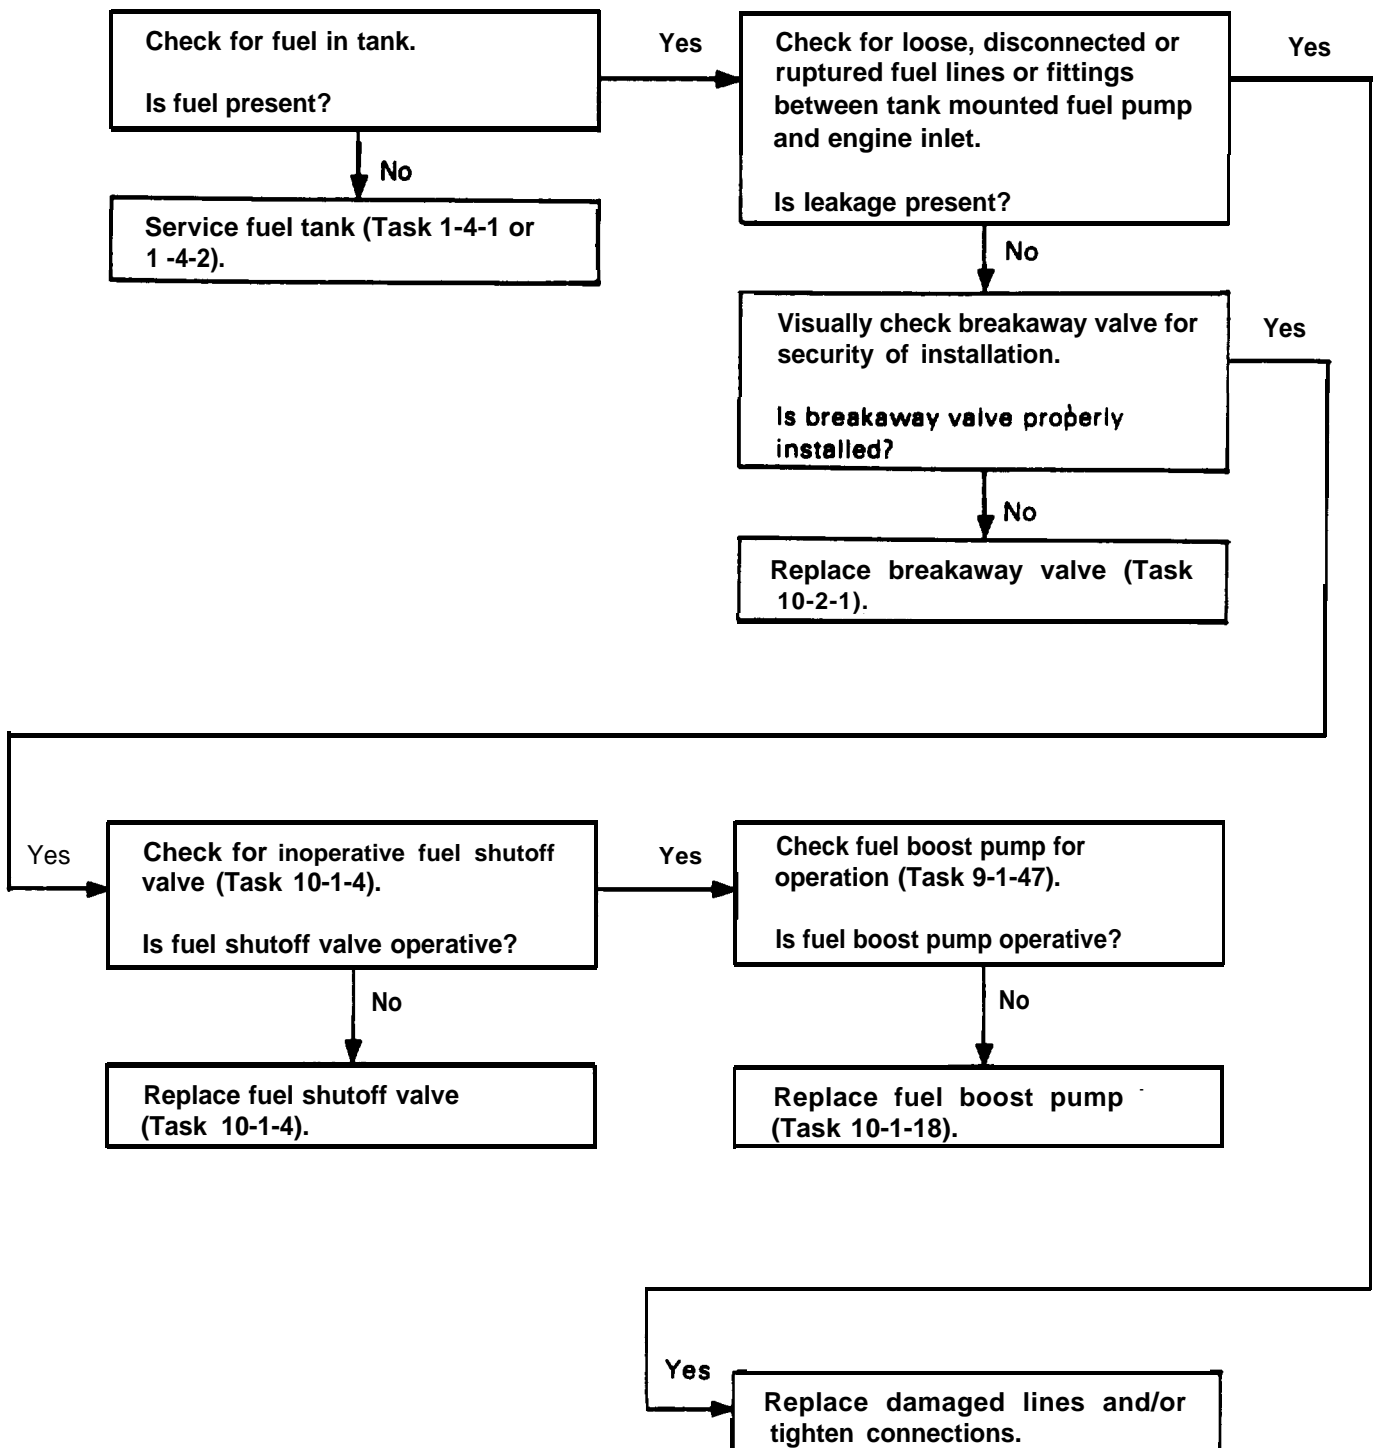 Check for fuel in tank.
Is fuel present?
Yes
No
Service fuel tank (Task 1-4-1 or
1 -4-2).
Check for loose, disconnected or
ruptured fuel lines or fittings
between tank mounted fuel pump
and engine inlet.
Is leakage present?
Yes
No
Visually check breakaway valve for
security of installation.
Is breakaway valve properly
installed?
Yes
No
Replace breakaway valve (Task
10-2-1).
Yes
Check for inoperative fuel shutoff
valve (Task 10-1-4).
Is fuel shutoff valve operative?
Yes
No
Replace fuel shutoff valve
(Task 10-1-4).
Check fuel boost pump for
operation (Task 9-1-47).
Is fuel boost pump operative?
No
Replace fuel boost pump
(Task 10-1-18).
Yes
Replace damaged lines and/or
tighten connections.